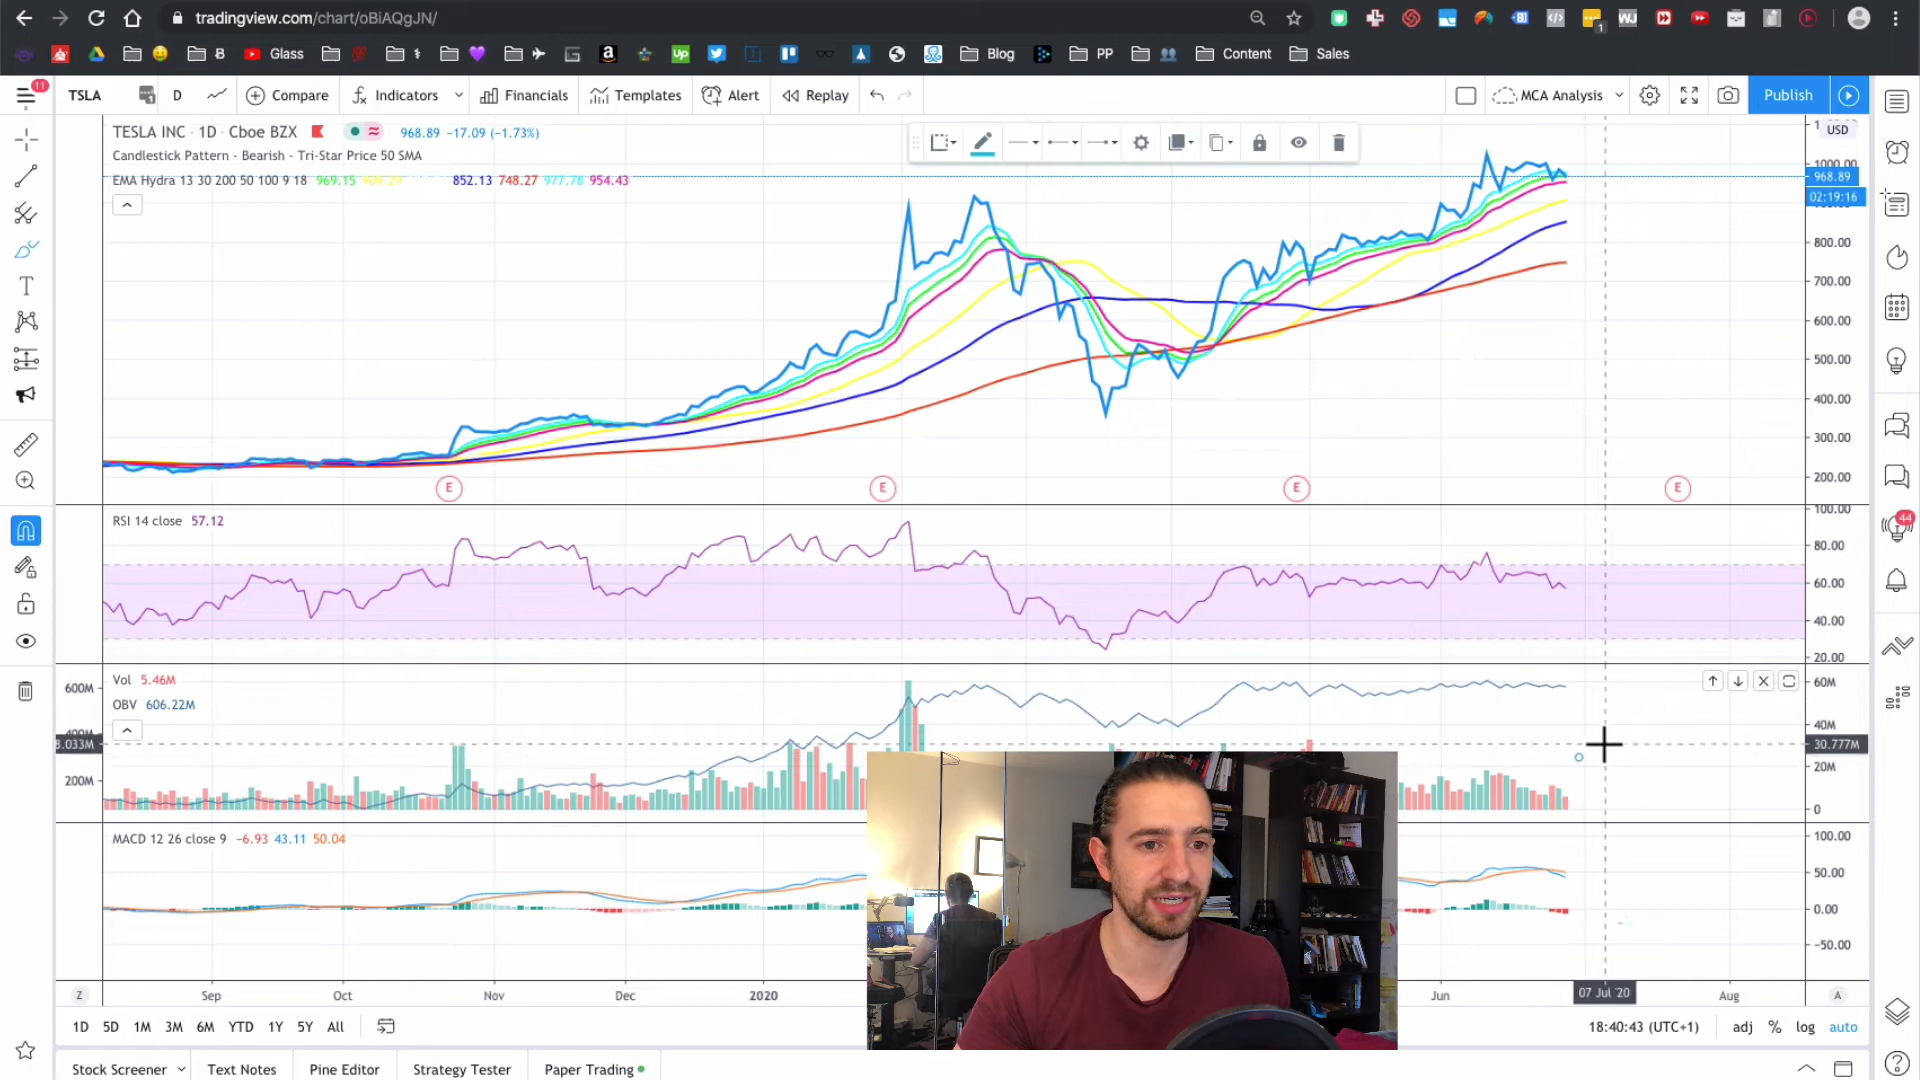 tradingview.com/chart/oBiAQgJN/
1
Glass
Up
Blog
PP
Content
Sales
11
TSLA
D
Compare
Indicators
Financials
Templates
Alert
Replay
MCA Analysis
Publish
TESLA INC · 1D · Cboe BZX
968.89 −17.09 (−1.73%)
Candlestick Pattern - Bearish - Tri-Star Price 50 SMA
EMA Hydra 13 30 200 50 100 9 18 969.15 852.13 748.27 977.78 954.43
USD
1000.00
968.89
02:19:16
800.00
700.00
600.00
500.00
400.00
300.00
200.00
E E E E
RSI 14 close 57.12
100.00
80.00
60.00
40.00
20.00
44
Vol 5.46M
OBV 606.22M
600M
200M
60M
40M
30.777M
20M
0
MACD 12 26 close 9 −6.93 43.11 50.04
100.00
50.00
0.00
−50.00
Z
Sep
Oct
Nov
Dec
2020
Jun
07 Jul '20
Aug
A
1D 5D 1M 3M 6M YTD 1Y 5Y All
18:40:43 (UTC+1)
adj % log auto
Stock Screener
Text Notes
Pine Editor
Strategy Tester
Paper Trading